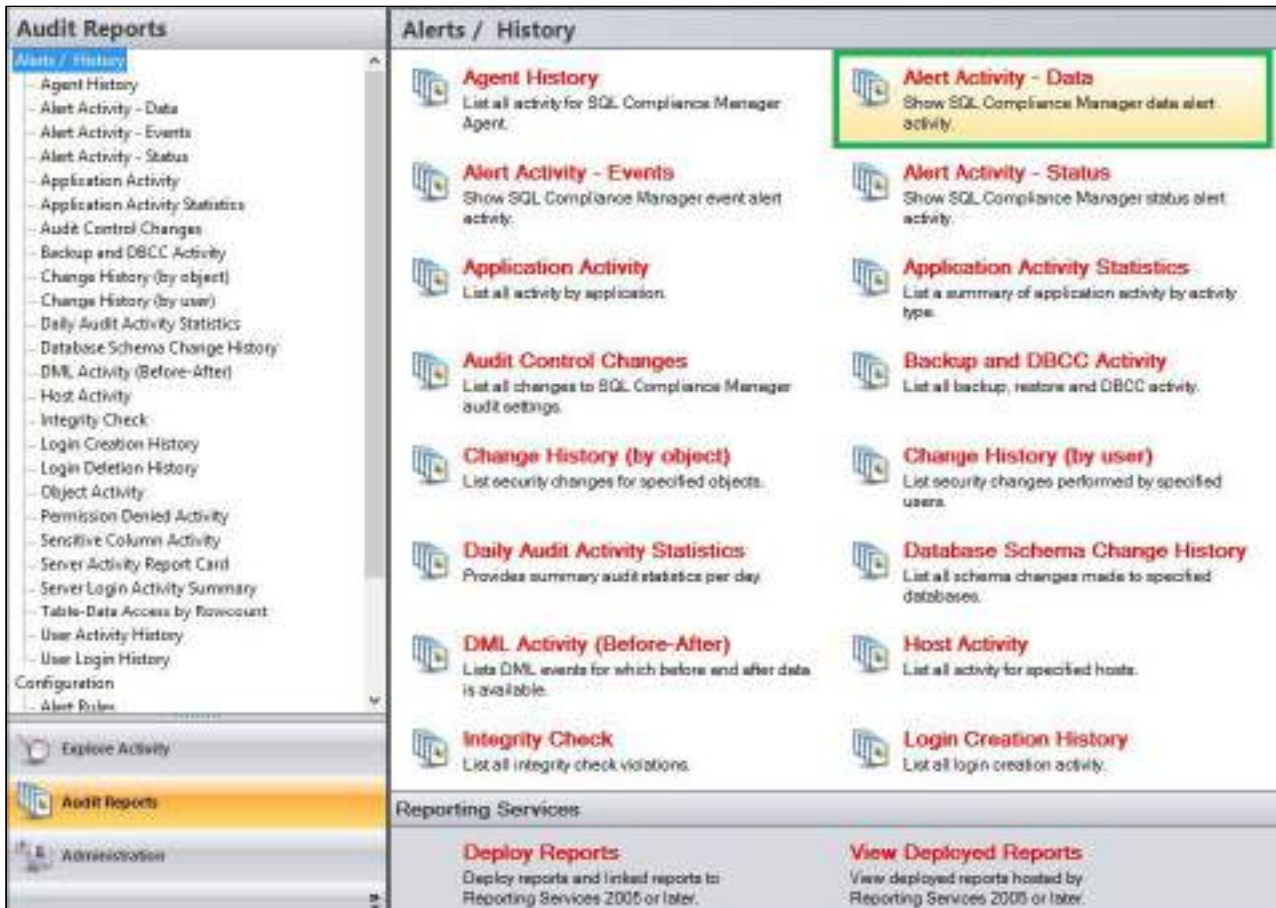 Audit Reports
Alerts / History
Agent History
Alert Activity - Data
Alert Activity - Events
Alert Activity - Status
Application Activity
Application Activity Statistics
Audit Control Changes
Backup and DBCC Activity
Change History (by object)
Change History (by user)
Daily Audit Activity Statistics
Database Schema Change History
DML Activity (Before-After)
Host Activity
Integrity Check
Login Creation History
Login Deletion History
Object Activity
Permission Denied Activity
Sensitive Column Activity
Server Activity Report Card
Server Login Activity Summary
Table-Data Access by Rowcount
User Activity History
User Login History
Configuration
Alert Rules
Explore Activity
Audit Reports
Administration
Alerts / History
Agent History
List all activity for SQL Compliance Manager
Agent.
Alert Activity - Data
Show SQL Compliance Manager data alert
activity.
Alert Activity - Events
Show SQL Compliance Manager event alert
activity.
Alert Activity - Status
Show SQL Compliance Manager status alert
activity.
Application Activity
List all activity by application.
Application Activity Statistics
List a summary of application activity by activity
type.
Audit Control Changes
List all changes to SQL Compliance Manager
audit settings.
Backup and DBCC Activity
List all backup, restore and DBCC activity.
Change History (by object)
List security changes for specified objects.
Change History (by user)
List security changes performed by specified
users.
Daily Audit Activity Statistics
Provides summary audit statistics per day.
Database Schema Change History
List all schema changes made to specified
databases.
DML Activity (Before-After)
Lists DML events for which before and after data
is available.
Host Activity
List all activity for specified hosts.
Integrity Check
List all integrity check violations.
Login Creation History
List all login creation activity.
Reporting Services
Deploy Reports
Deploy reports and linked reports to
Reporting Services 2005 or later.
View Deployed Reports
View deployed reports hosted by
Reporting Services 2005 or later.